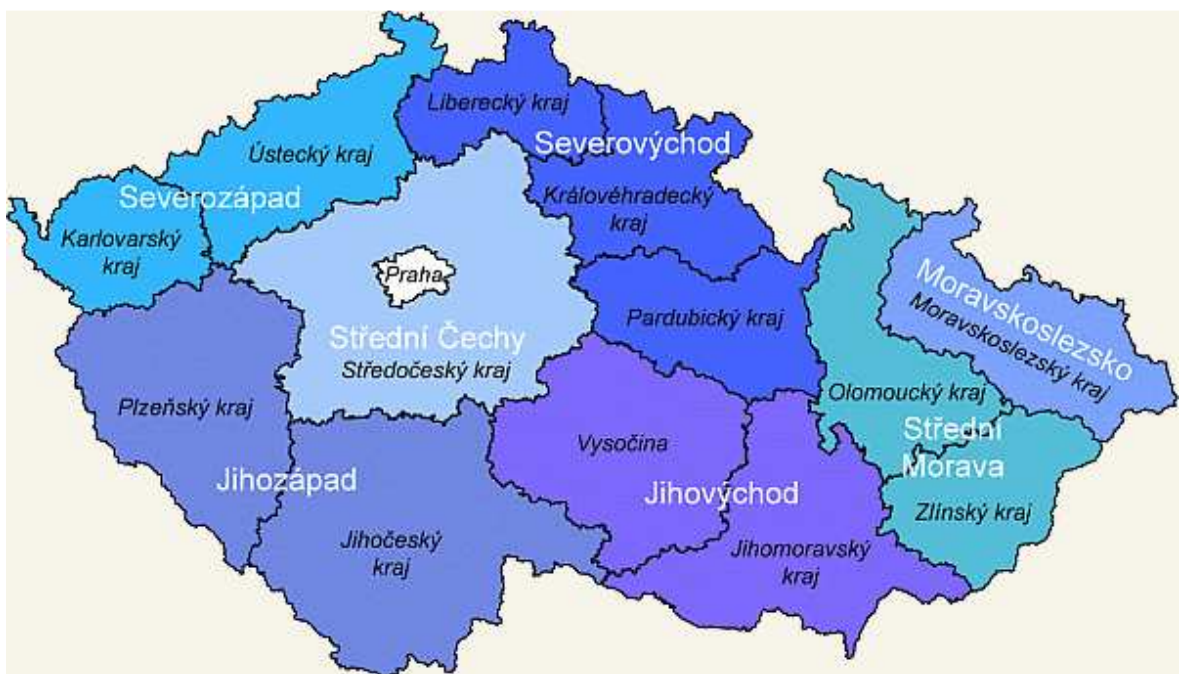 Liberecký kraj
Severovýchod
Ústecký kraj
Severozápad
Královéhradecký
kraj
Karlovarský
kraj
Praha
Moravskoslezsko
Moravskoslezský kraj
Pardubický kraj
Střední Čechy
Středočeský kraj
Olomoucký kraj
Plzeňský kraj
Střední
Morava
Vysočina
Jihozápad
Jihovýchod
Zlínský kraj
Jihočeský
kraj
Jihomoravský
kraj